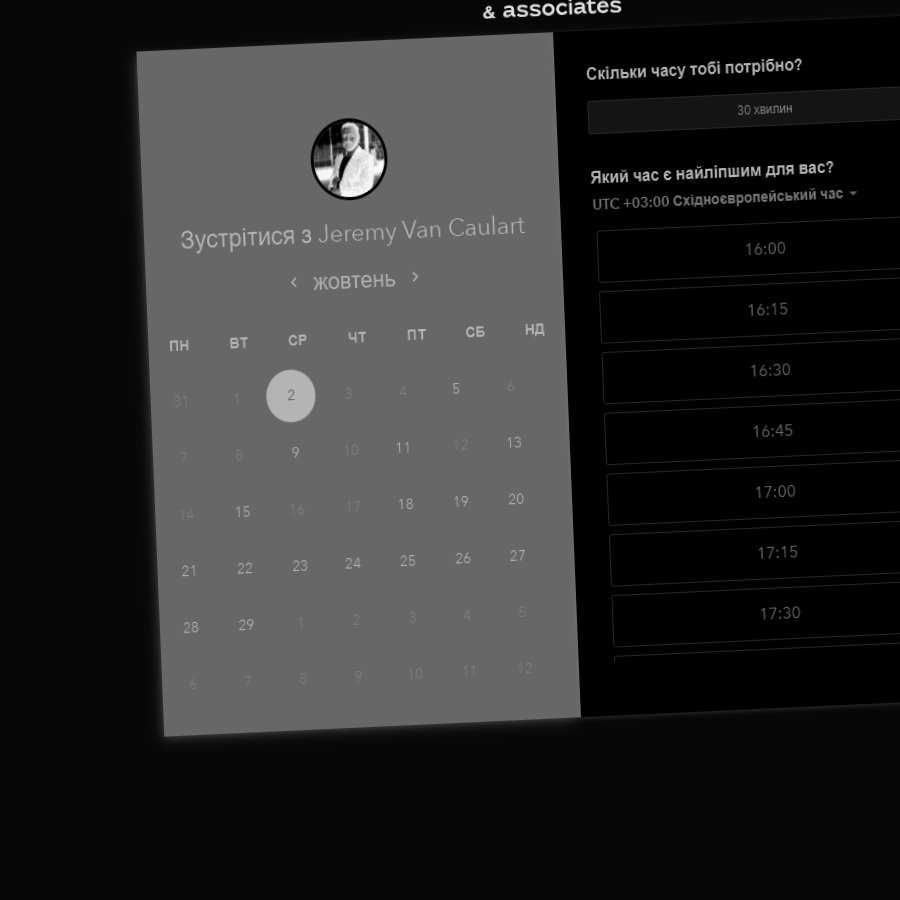 & associates
Зустрітися з Jeremy Van Caulart
жовтень
ПН ВТ СР ЧТ ПТ СБ НД
31 1 2 3 4 5 6
7 8 9 10 11 12 13
14 15 16 17 18 19 20
21 22 23 24 25 26 27
28 29 1 2 3 4 5
6 7 8 9 10 11 12
Скільки часу тобі потрібно?
30 хвилин
Який час є найліпшим для вас?
UTC +03:00 Східноєвропейський час
16:00
16:15
16:30
16:45
17:00
17:15
17:30